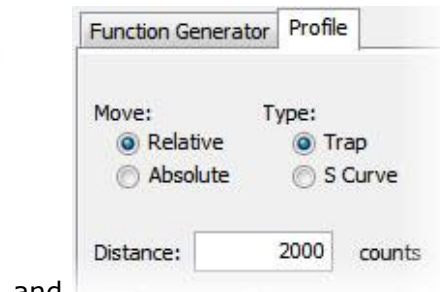 Function Generator Profile
Move: Type:
Relative Trap
Absolute S Curve
Distance: 2000 counts
and